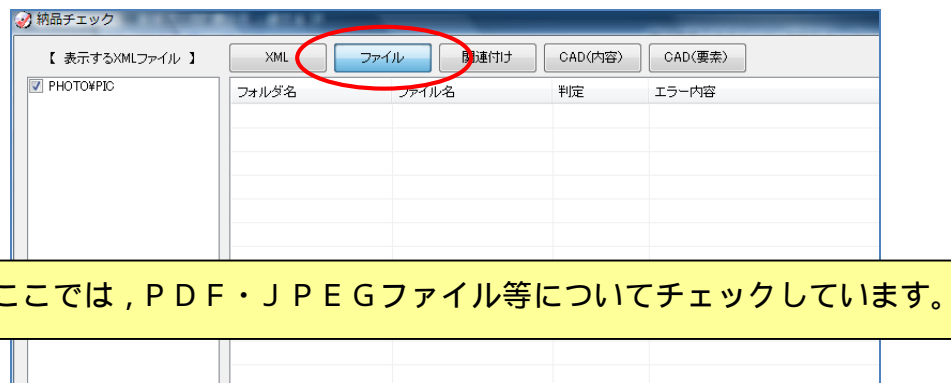 納品チェック
【 表示するXMLファイル 】 XML ファイル 関連付け CAD(内容) CAD(要素)
PHOTO¥PIC フォルダ名 ファイル名 判定 エラー内容
ここでは，ＰＤＦ・ＪＰＥＧファイル等についてチェックしています。